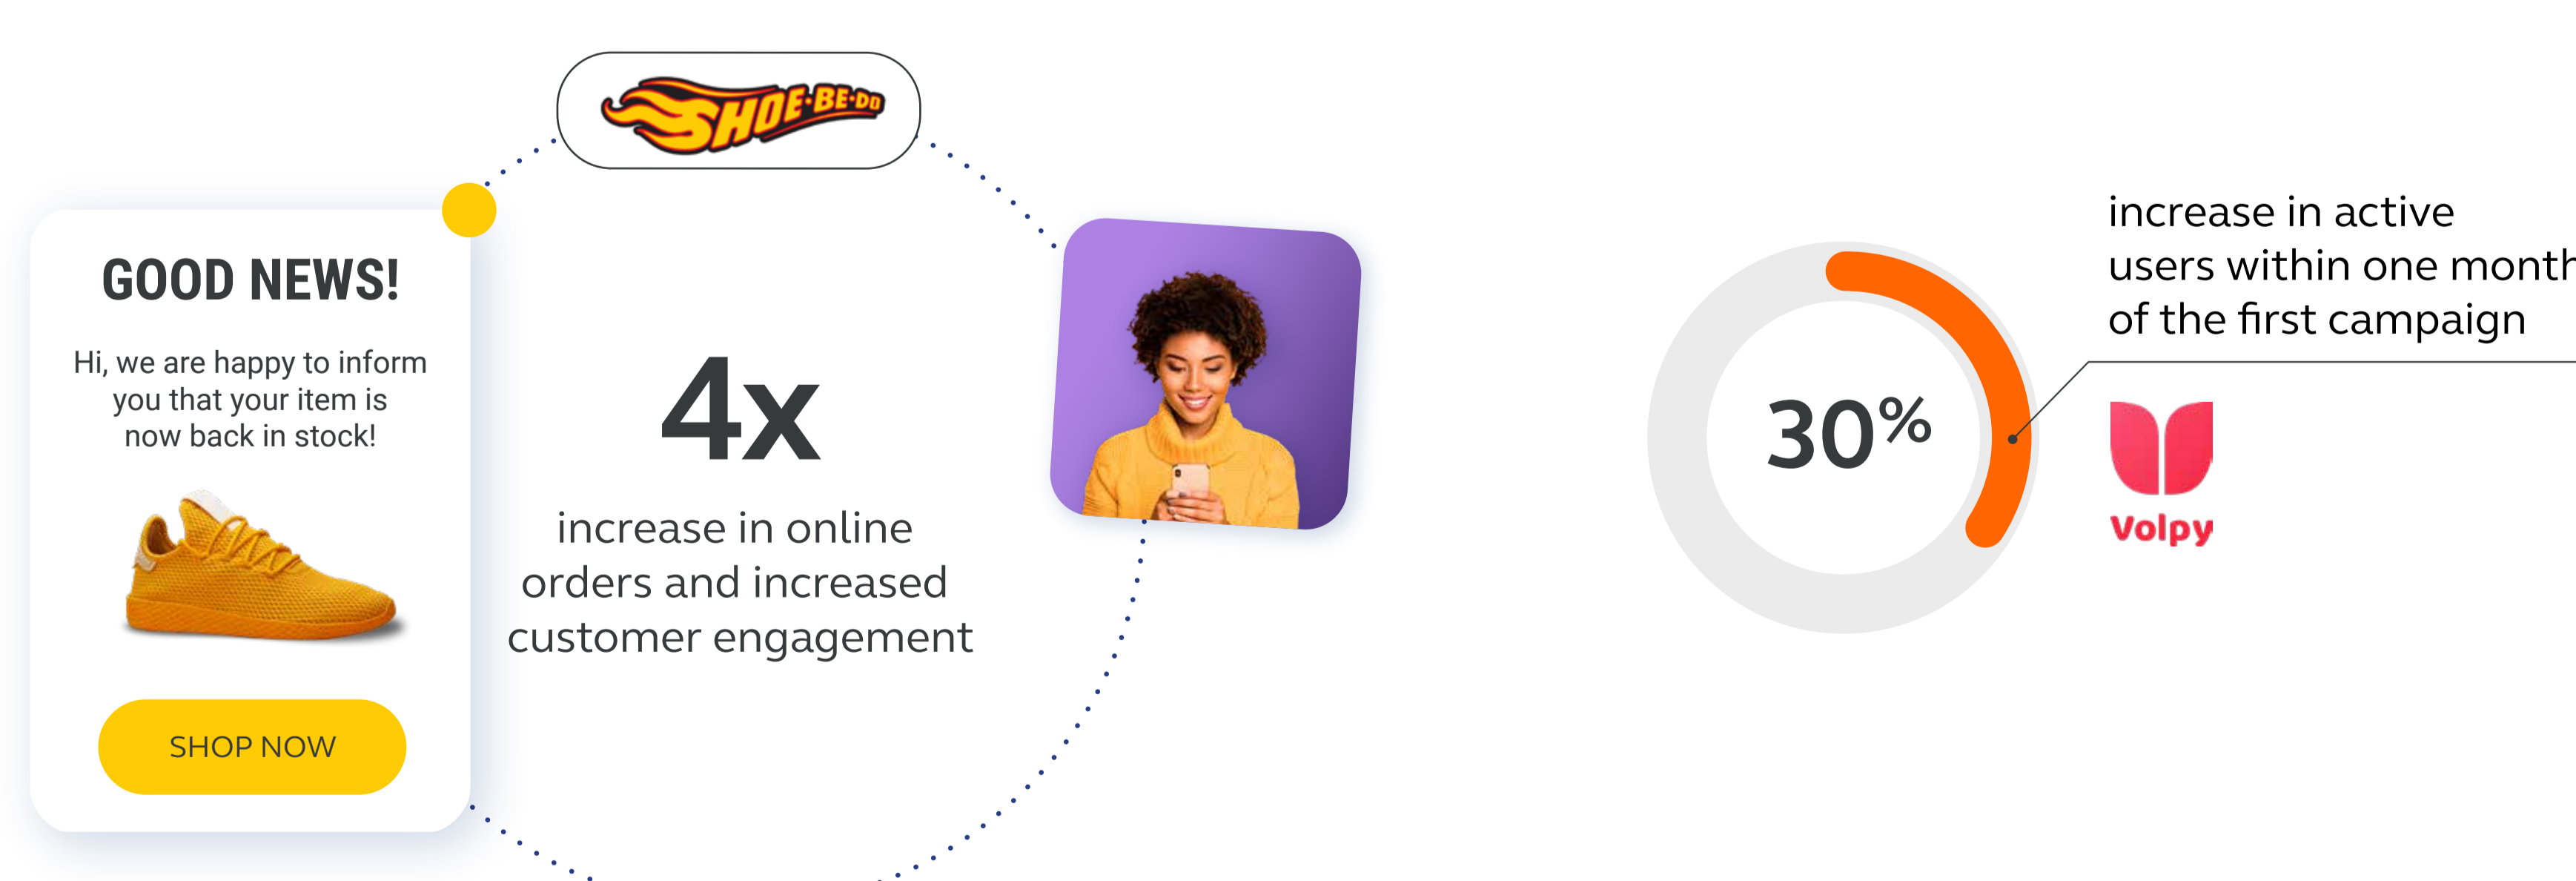 SHOE·BE·DO
GOOD NEWS!
Hi, we are happy to inform
you that your item is
now back in stock!
SHOP NOW
4x
increase in online
orders and increased
customer engagement
30%
increase in active
users within one month
of the first campaign
Volpy